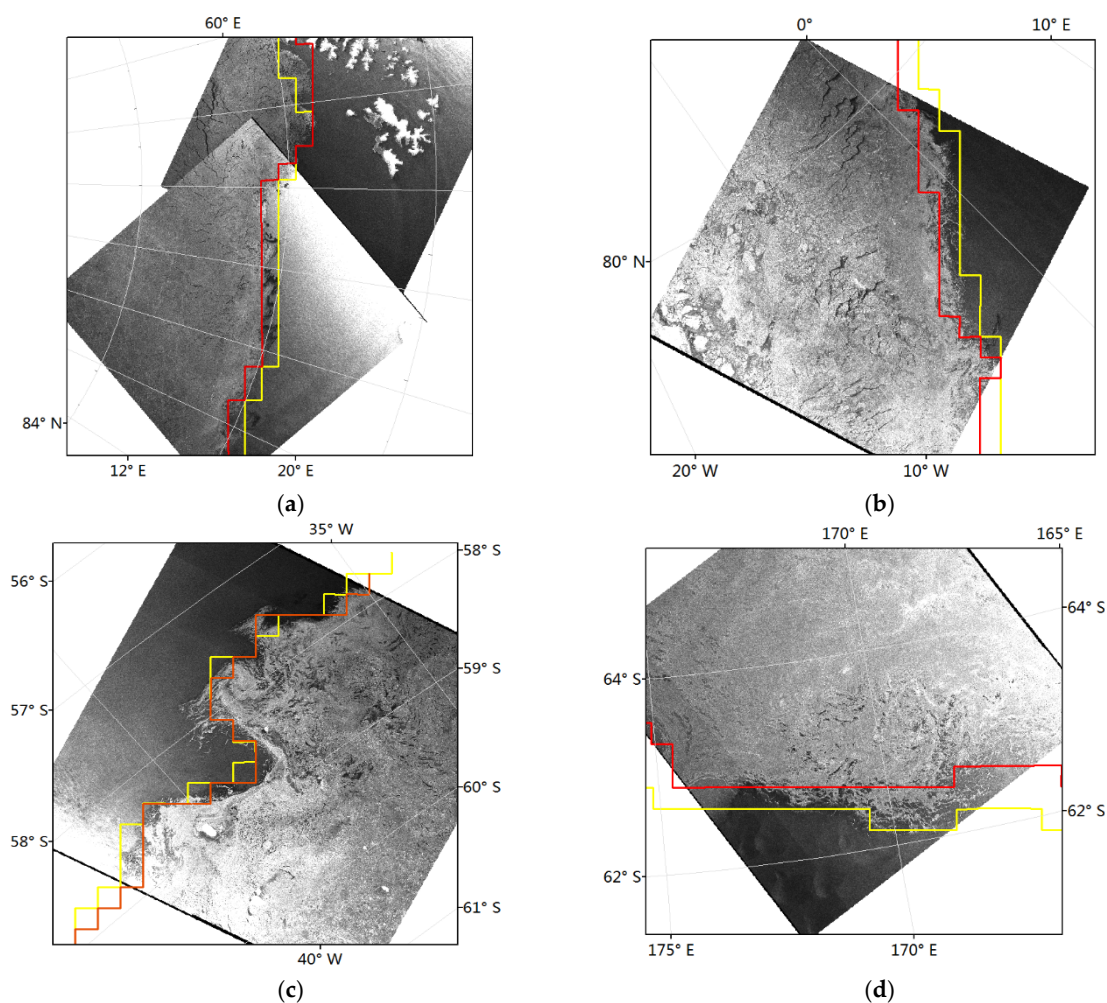 60° E
0°
10° E
80° N
84° N
12° E
20° E
20° W
10° W
(a)
(b)
35° W
58° S
170° E
165° E
56° S
64° S
59° S
64° S
57° S
60° S
62° S
58° S
62° S
61° S
40° W
175° E
170° E
(c)
(d)